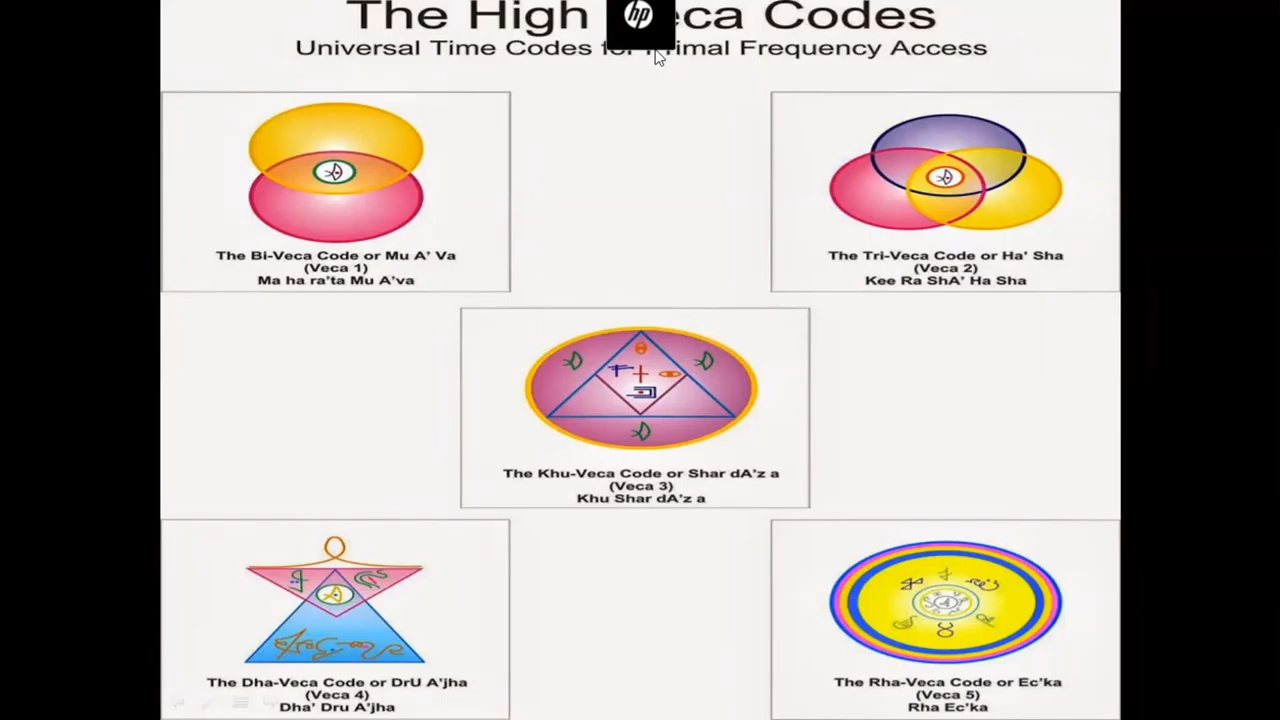 The High eca Codes
Universal Time Codes imal Frequency Access
hp
The Bi-Veca Code or Mu A' Va
(Veca 1)
Ma ha ra'ta Mu A'va
The Tri-Veca Code or Ha' Sha
(Veca 2)
Kee Ra ShA' Ha Sha
The Khu-Veca Code or Shar dA'z a
(Veca 3)
Khu Shar dA'z a
The Dha-Veca Code or DrU A'jha
(Veca 4)
Dha' Dru A'jha
The Rha-Veca Code or Ec'ka
(Veca 5)
Rha Ec'ka